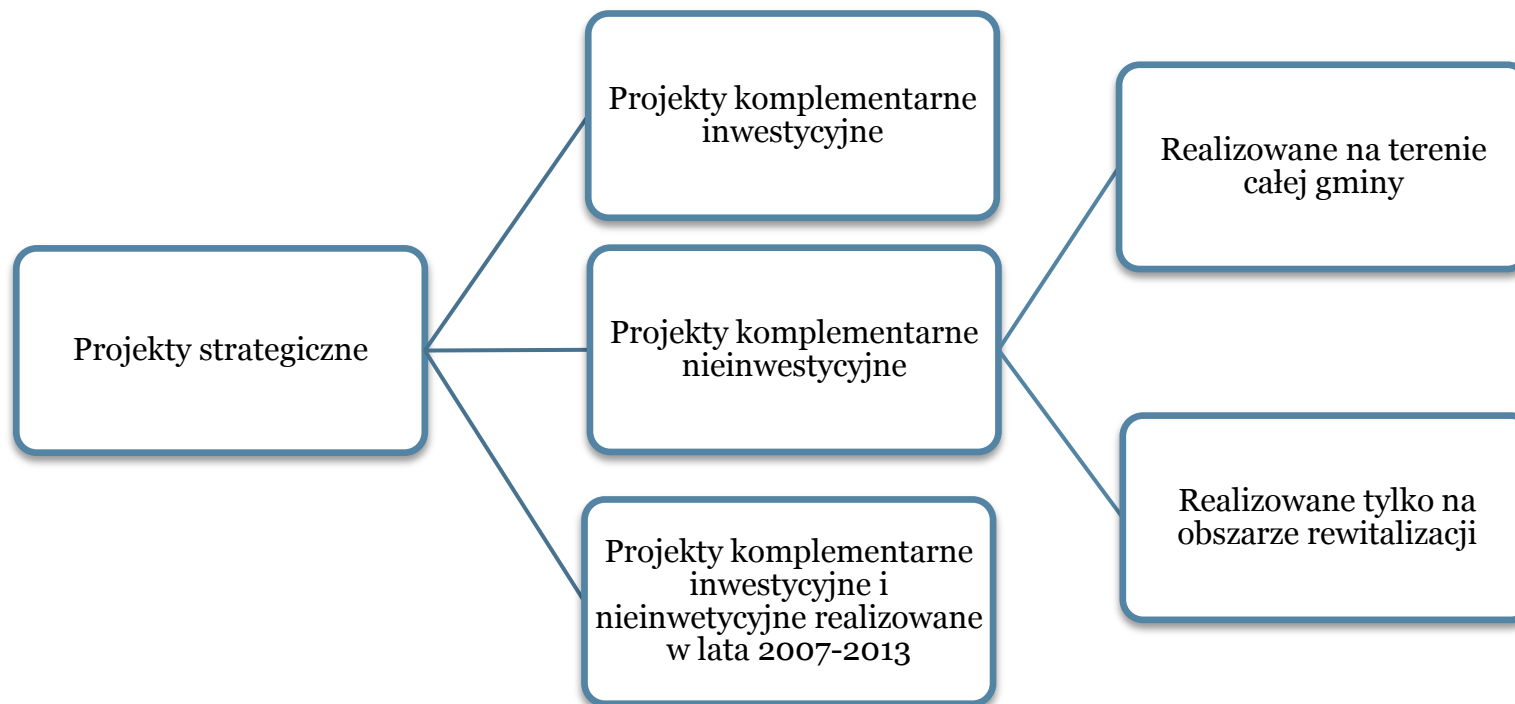 Projekty strategiczne
Projekty komplementarne
inwestycyjne
Projekty komplementarne
nieinwestycyjne
Projekty komplementarne
inwestycyjne i
nieinwetycyjne realizowane
w lata 2007-2013
Realizowane na terenie
całej gminy
Realizowane tylko na
obszarze rewitalizacji